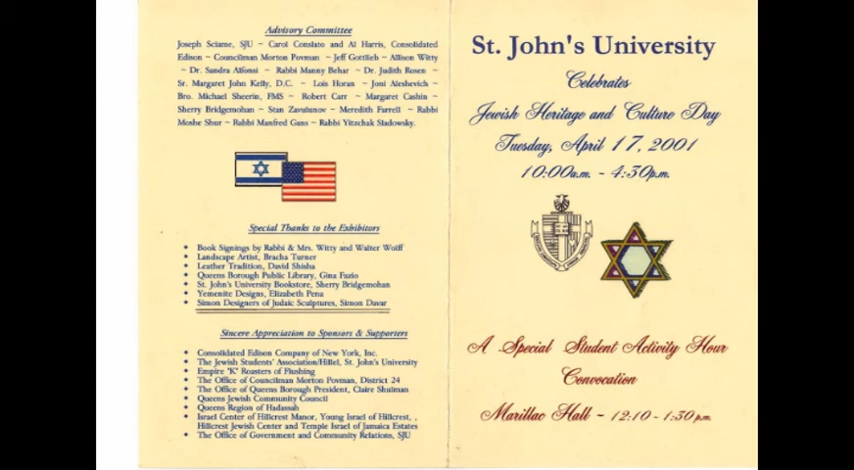 Advisory Committee
Joseph Sciame, SJU ~ Carol Conslato and Al Harris, Consolidated
Edison ~ Councilman Morton Povman ~ Jeff Gottlieb ~ Allison Witty
~ Dr. Sandra Alfonsi ~ Rabbi Manny Behar ~ Dr. Judith Rosen ~
Sr. Margaret John Kelly, D.C. ~ Lois Horan ~ Joni Aleshevich ~
Bro. Michael Sheerin, FMS ~ Robert Carr ~ Margaret Cashin ~
Sherry Bridgemohan ~ Stan Zavulunov ~ Meredith Farrell ~ Rabbi
Moshe Shur ~ Rabbi Manfred Gans ~ Rabbi Yitzchak Sladowsky.
Special Thanks to the Exhibitors
• Book Signings by Rabbi & Mrs. Witty and Walter Wolff
• Landscape Artist, Bracha Turner
• Leather Tradition, David Shisha
• Queens Borough Public Library, Gina Fazio
• St. John's University Bookstore, Sherry Bridgemohan
• Yemenite Designs, Elizabeth Pena
• Simon Designers of Judaic Sculptures, Simon Davar
Sincere Appreciation to Sponsors & Supporters
• Consolidated Edison Company of New York, Inc.
• The Jewish Students' Association/Hillel, St. John's University
• Empire "K" Roasters of Flushing
• The Office of Councilman Morton Povman, District 24
• The Office of Queens Borough President, Claire Shulman
• Queens Jewish Community Council
• Queens Region of Hadassah
• Israel Center of Hillcrest Manor, Young Israel of Hillcrest, ,
Hillcrest Jewish Center and Temple Israel of Jamaica Estates
• The Office of Government and Community Relations, SJU
St. John's University
Celebrates
Jewish Heritage and Culture Day
Tuesday, April 17, 2001
10:00a.m. ~ 4:30p.m.
A Special Student Activity Hour
Convocation
Marillac Hall ~ 12:10 - 1:30 p.m.